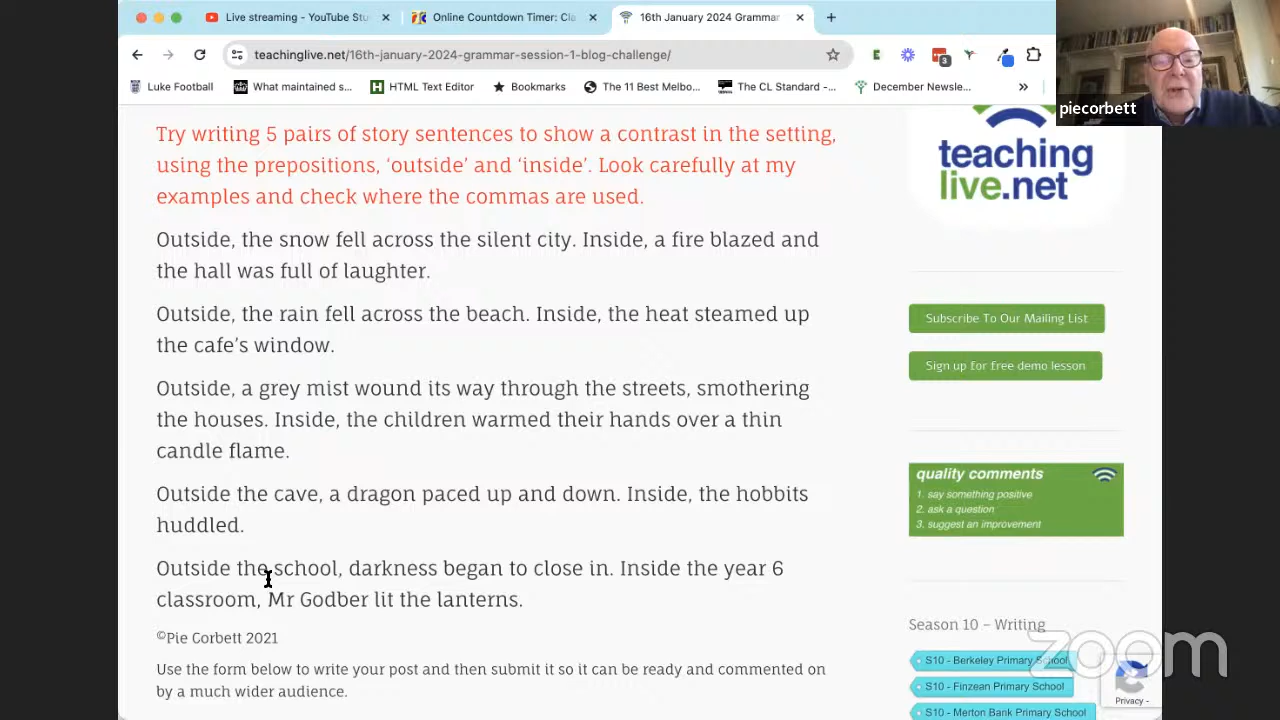 Live streaming - YouTube Stu
Online Countdown Timer: Cla
16th January 2024 Grammar
teachinglive.net/16th-january-2024-grammar-session-1-blog-challenge/
3
Luke Football
What maintained s...
HTML Text Editor
Bookmarks
The 11 Best Melbo...
The CL Standard -...
December Newsle...
»
piecorbett
Try writing 5 pairs of story sentences to show a contrast in the setting,
using the prepositions, ‘outside’ and ‘inside’. Look carefully at my
examples and check where the commas are used.
Outside, the snow fell across the silent city. Inside, a fire blazed and
the hall was full of laughter.
Outside, the rain fell across the beach. Inside, the heat steamed up
the cafe’s window.
Outside, a grey mist wound its way through the streets, smothering
the houses. Inside, the children warmed their hands over a thin
candle flame.
Outside the cave, a dragon paced up and down. Inside, the hobbits
huddled.
Outside the school, darkness began to close in. Inside the year 6
classroom, Mr Godber lit the lanterns.
©Pie Corbett 2021
Use the form below to write your post and then submit it so it can be ready and commented on
by a much wider audience:
teaching
live.net
Subscribe To Our Mailing List
Sign up for free demo lesson
quality comments
1. say something positive
2. ask a question
3. suggest an improvement
Season 10 – Writing
S10 - Berkeley Primary School
S10 - Finzean Primary School
S10 - Merton Bank Primary School
Privacy -
zoom